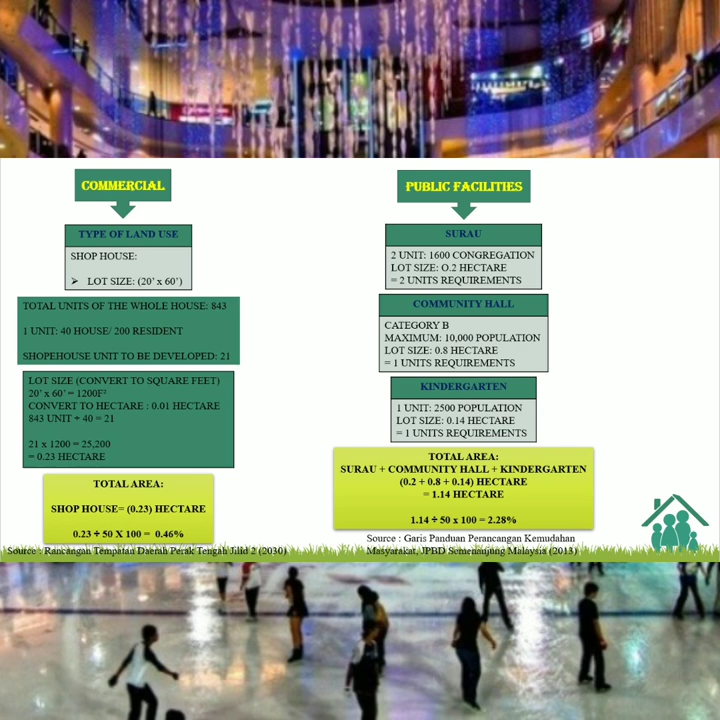 COMMERCIAL
TYPE OF LAND USE
SHOP HOUSE:
➤ LOT SIZE: (20' x 60')
TOTAL UNITS OF THE WHOLE HOUSE: 843
1 UNIT: 40 HOUSE/ 200 RESIDENT
SHOPEHOUSE UNIT TO BE DEVELOPED: 21
LOT SIZE (CONVERT TO SQUARE FEET)
20' x 60' = 1200F²
CONVERT TO HECTARE : 0.01 HECTARE
843 UNIT ÷ 40 = 21
21 x 1200 = 25,200
= 0.23 HECTARE
TOTAL AREA:
SHOP HOUSE= (0.23) HECTARE
0.23 ÷ 50 X 100 = 0.46%
Source : Rancangan Tempatan Daerah Perak Tengah Jilid 2 (2030)
PUBLIC FACILITIES
SURAU
2 UNIT: 1600 CONGREGATION
LOT SIZE: O.2 HECTARE
= 2 UNITS REQUIREMENTS
COMMUNITY HALL
CATEGORY B
MAXIMUM: 10,000 POPULATION
LOT SIZE: 0.8 HECTARE
= 1 UNITS REQUIREMENTS
KINDERGARTEN
1 UNIT: 2500 POPULATION
LOT SIZE: 0.14 HECTARE
= 1 UNITS REQUIREMENTS
TOTAL AREA:
SURAU + COMMUNITY HALL + KINDERGARTEN
(0.2 + 0.8 + 0.14) HECTARE
= 1.14 HECTARE
1.14 ÷ 50 x 100 = 2.28%
Source : Garis Panduan Perancangan Kemudahan
Masyarakat, JPBD Semenanjung Malaysia (2013)